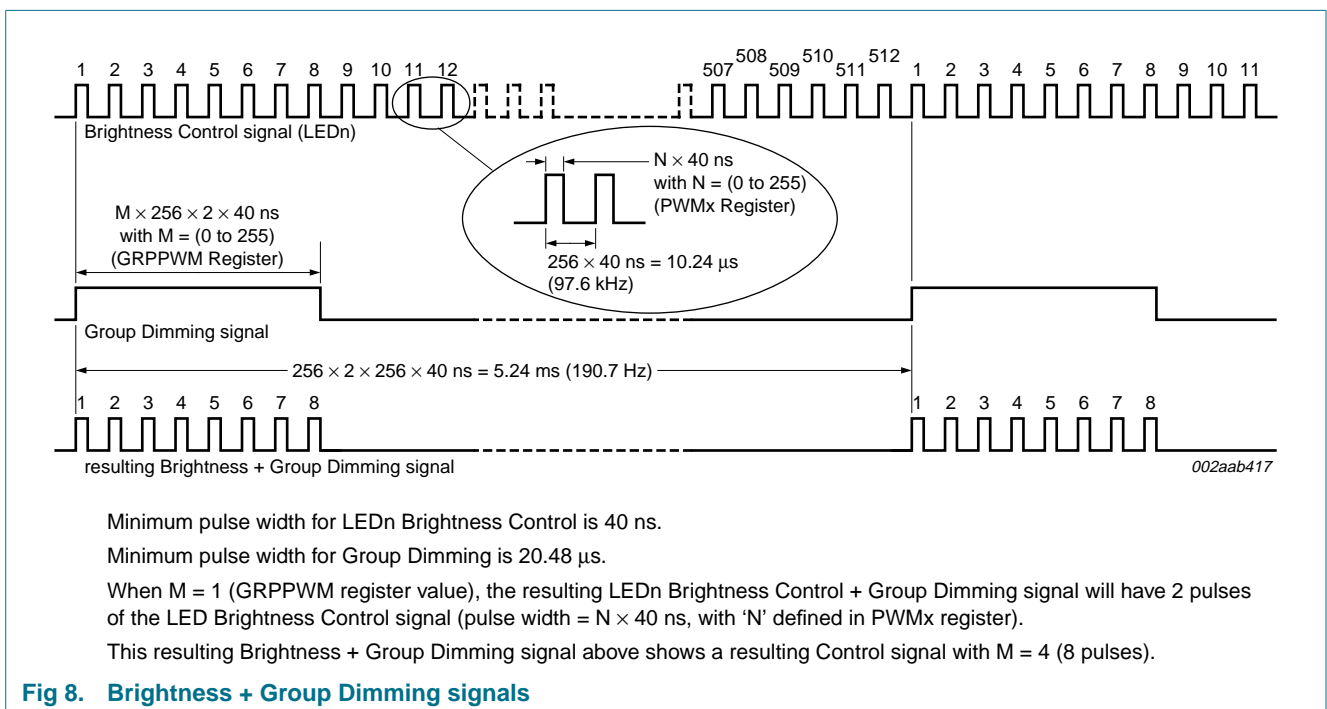 1 2 3 4 5 6 7 8 9 10 11 12 507 508 509 510 511 512 1 2 3 4 5 6 7 8 9 10 11
Brightness Control signal (LEDn)
N × 40 ns
with N = (0 to 255)
(PWMx Register)
256 × 40 ns = 10.24 μs
(97.6 kHz)
M × 256 × 2 × 40 ns
with M = (0 to 255)
(GRPPWM Register)
Group Dimming signal
256 × 2 × 256 × 40 ns = 5.24 ms (190.7 Hz)
1 2 3 4 5 6 7 8 1 2 3 4 5 6 7 8
resulting Brightness + Group Dimming signal
002aab417
Minimum pulse width for LEDn Brightness Control is 40 ns.
Minimum pulse width for Group Dimming is 20.48 μs.
When M = 1 (GRPPWM register value), the resulting LEDn Brightness Control + Group Dimming signal will have 2 pulses
of the LED Brightness Control signal (pulse width = N × 40 ns, with ‘N’ defined in PWMx register).
This resulting Brightness + Group Dimming signal above shows a resulting Control signal with M = 4 (8 pulses).
Fig 8. Brightness + Group Dimming signals